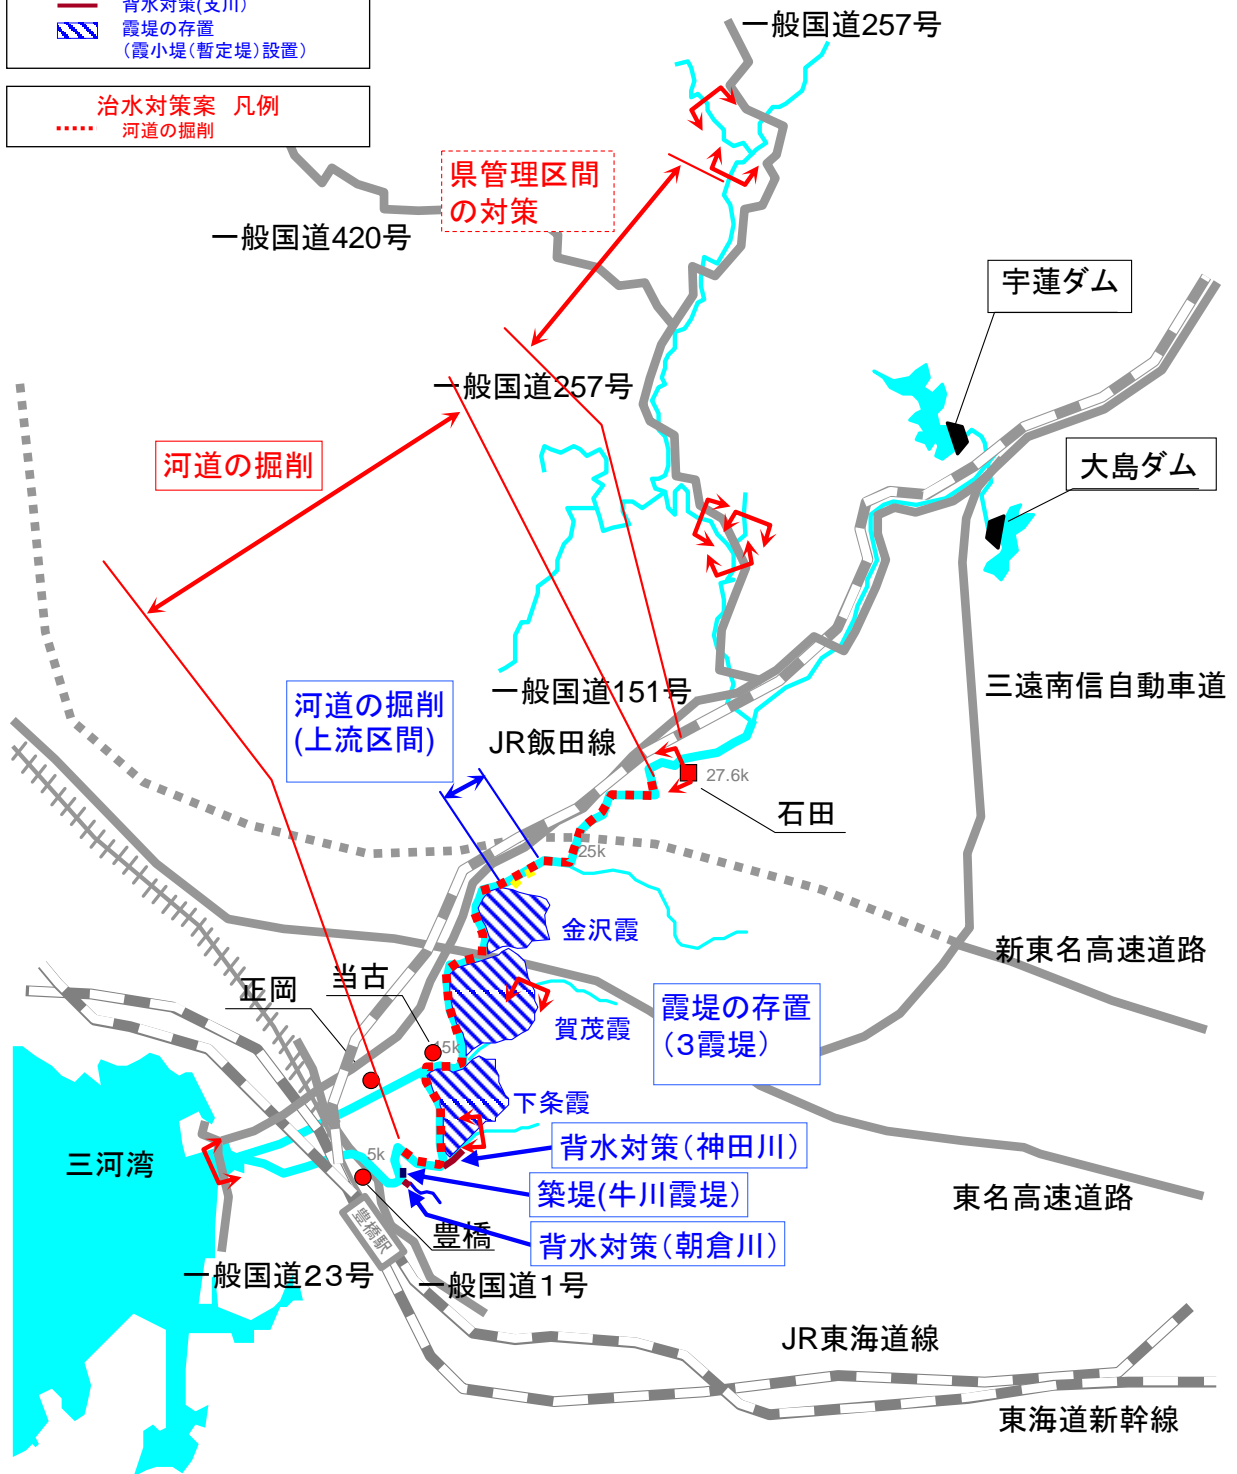 背水対策(支川)
霞堤の存置
(霞小堤(暫定堤)設置)
治水対策案 凡例
河道の掘削
一般国道257号
県管理区間
の対策
一般国道420号
宇蓮ダム
一般国道257号
河道の掘削
大島ダム
三遠南信自動車道
一般国道151号
河道の掘削
(上流区間)
JR飯田線
27.6k
石田
25k
金沢霞
新東名高速道路
当古
正岡
霞堤の存置
(3霞堤)
賀茂霞
15k
下条霞
背水対策(神田川)
5k
三河湾
築堤(牛川霞堤)
東名高速道路
豊橋
豊橋駅
背水対策(朝倉川)
一般国道23号
一般国道1号
JR東海道線
東海道新幹線